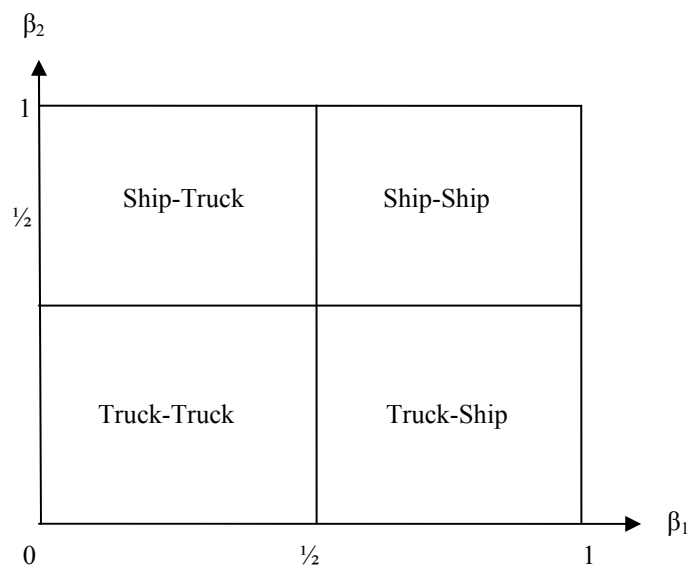 β₂
1
Ship-Truck Ship-Ship
½
Truck-Truck Truck-Ship
β₁
0 ½ 1